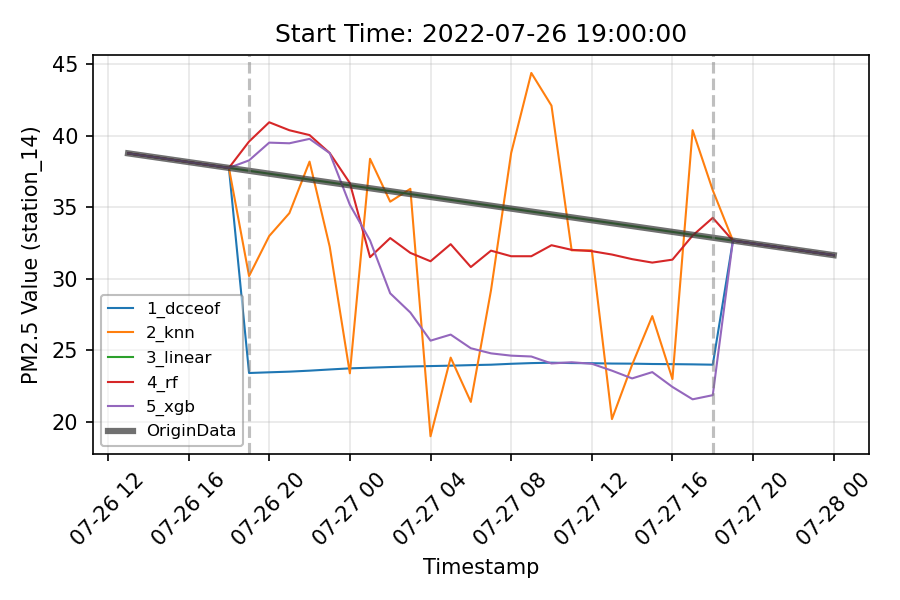 Start Time: 2022-07-26 19:00:00
PM2.5 Value (station_14)
45
40
35
30
25
20
1_dcceof
2_knn
3_linear
4_rf
5_xgb
OriginData
07-26 12
07-26 16
07-26 20
07-27 00
07-27 04
07-27 08
07-27 12
07-27 16
07-27 20
07-28 00
Timestamp